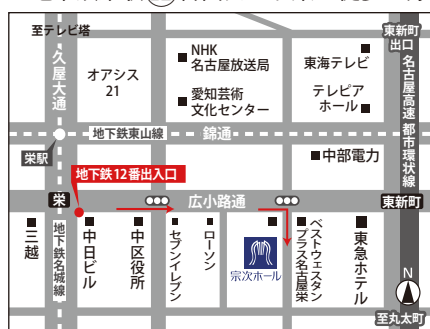 至テレビ塔
東新町
出口
久屋大通
オアシス
21
NHK
名古屋放送局
東海テレビ
愛知芸術
文化センター
テレピア
ホール
名古屋高速 都市環状線
地下鉄東山線
錦通
栄駅
中部電力
地下鉄12番出入口
栄
広小路通
東新町
三越
地下鉄名城線
中日ビル
中区役所
セブンイレブン
ローソン
宗次ホール
ベストウェスタン
プラス名古屋栄
東急ホテル
N
至丸太町